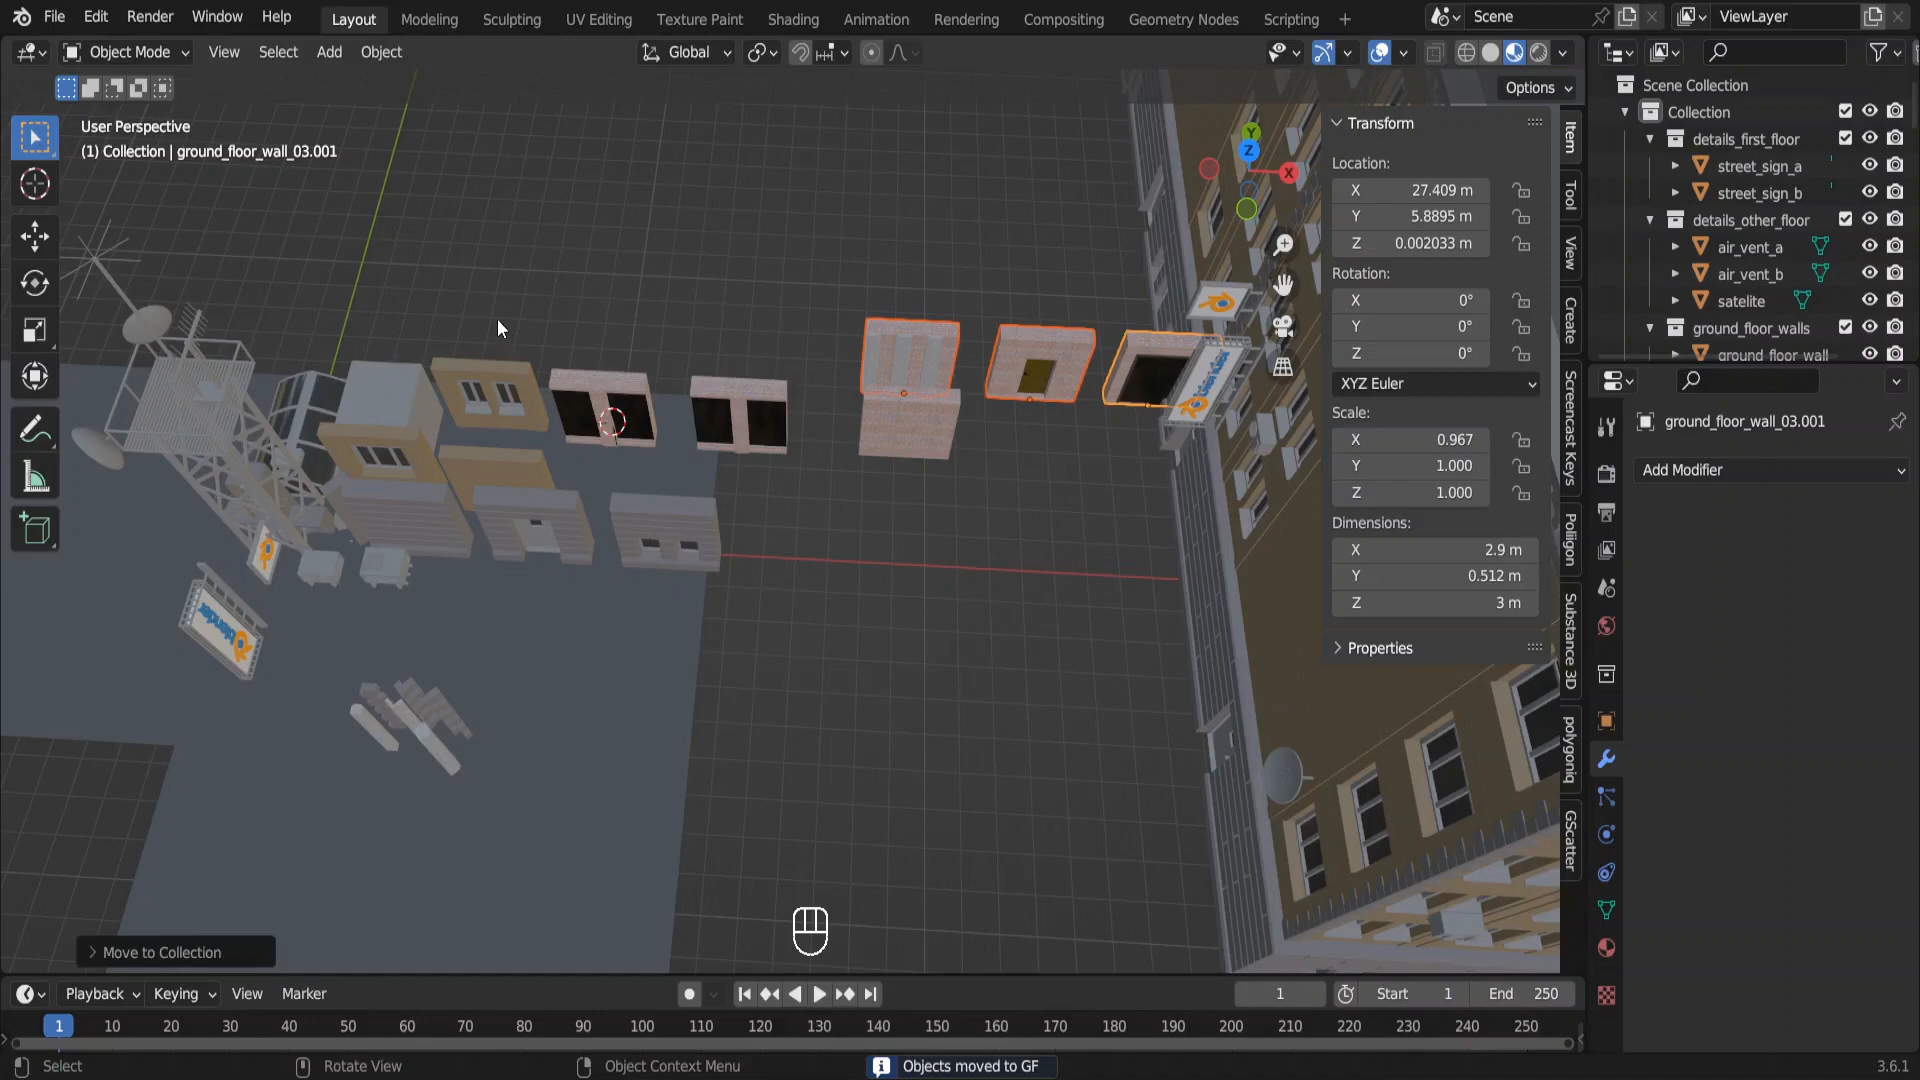 File Edit Render Window Help
Layout Modeling Sculpting UV Editing Texture Paint Shading Animation Rendering Compositing Geometry Nodes Scripting
Scene
ViewLayer
Object Mode View Select Add Object
Global
Options
User Perspective
(1) Collection | ground_floor_wall_03.001
Y
Z
X
Transform
Location:
X 27.409 m
Y 5.8895 m
Z 0.002033 m
Rotation:
X 0°
Y 0°
Z 0°
XYZ Euler
Scale:
X 0.967
Y 1.000
Z 1.000
Dimensions:
X 2.9 m
Y 0.512 m
Z 3 m
Properties
Item
Tool
View
Create
Screencast Keys
Poliigon
Substance 3D
polygoniq
GScatter
Scene Collection
Collection
details_first_floor
street_sign_a
street_sign_b
details_other_floor
air_vent_a
air_vent_b
satelite
ground_floor_walls
ground_floor_wall
ground_floor_wall_03.001
Add Modifier
blender
blender
Move to Collection
Playback Keying View Marker
1
Start 1
End 250
1 10 20 30 40 50 60 70 80 90 100 110 120 130 140 150 160 170 180 190 200 210 220 230 240 250
Select
Rotate View
Object Context Menu
Objects moved to GF
3.6.1